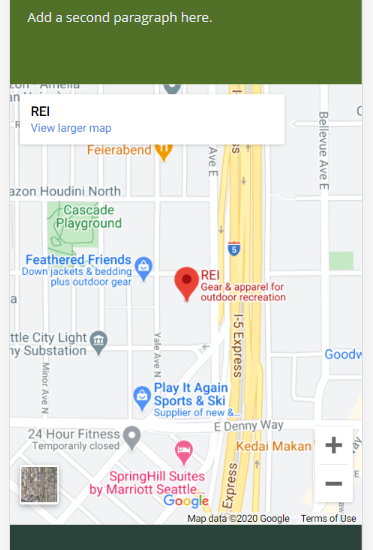 Add a second paragraph here.
REI
View larger map
Feierabend
Ave E
Bellevue Ave E
azon Houdini North
Cascade
Playground
5
Feathered Friends
Down jackets & bedding
plus outdoor gear
REI
Gear & apparel for
outdoor recreation
a
ttle City Light
ny Substation
Minor Ave N
Yale Ave N
I-5 Express
Goodw
Play It Again
Sports & Ski
Supplier of new &...
E Denny Way
24 Hour Fitness
Temporarily closed
Kedai Makan
SpringHill Suites
by Marriott Seattle...
Express
Google
Map data ©2020 Google
Terms of Use